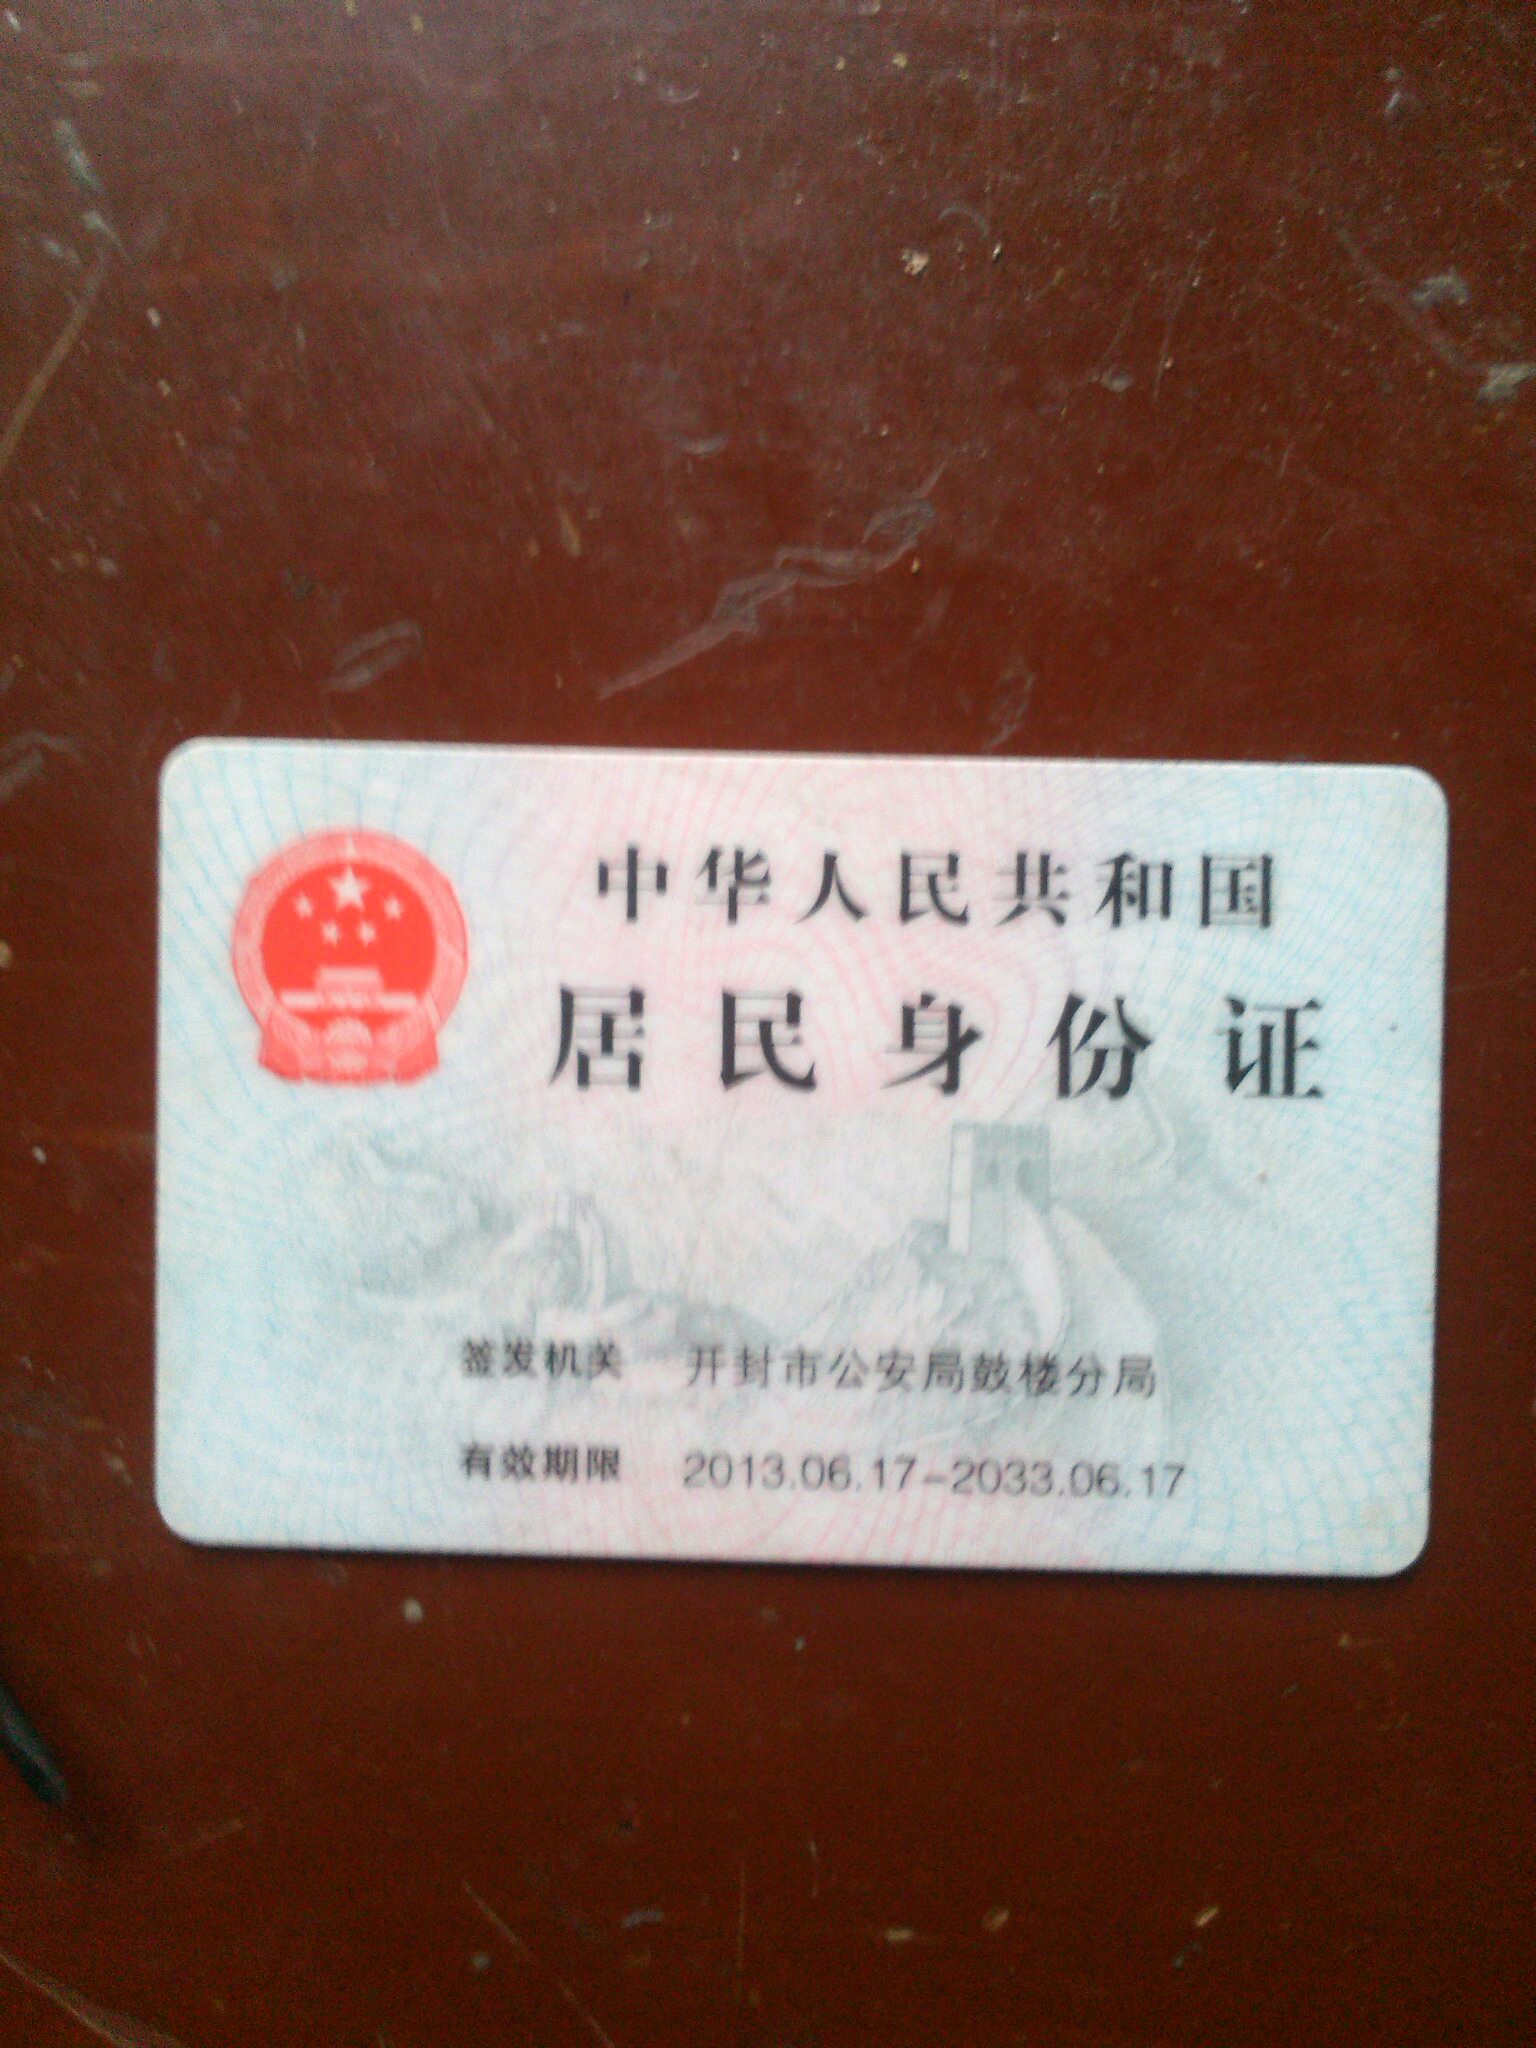 中华人民共和国
居民身份证
签发机关 开封市公安局鼓楼分局
有效期限 2013.06.17-2033.06.17